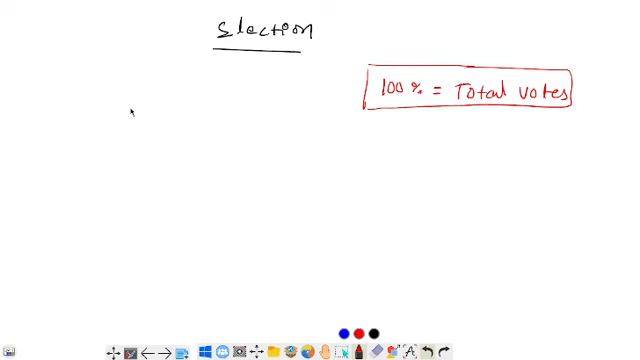 Election
100% = Total votes